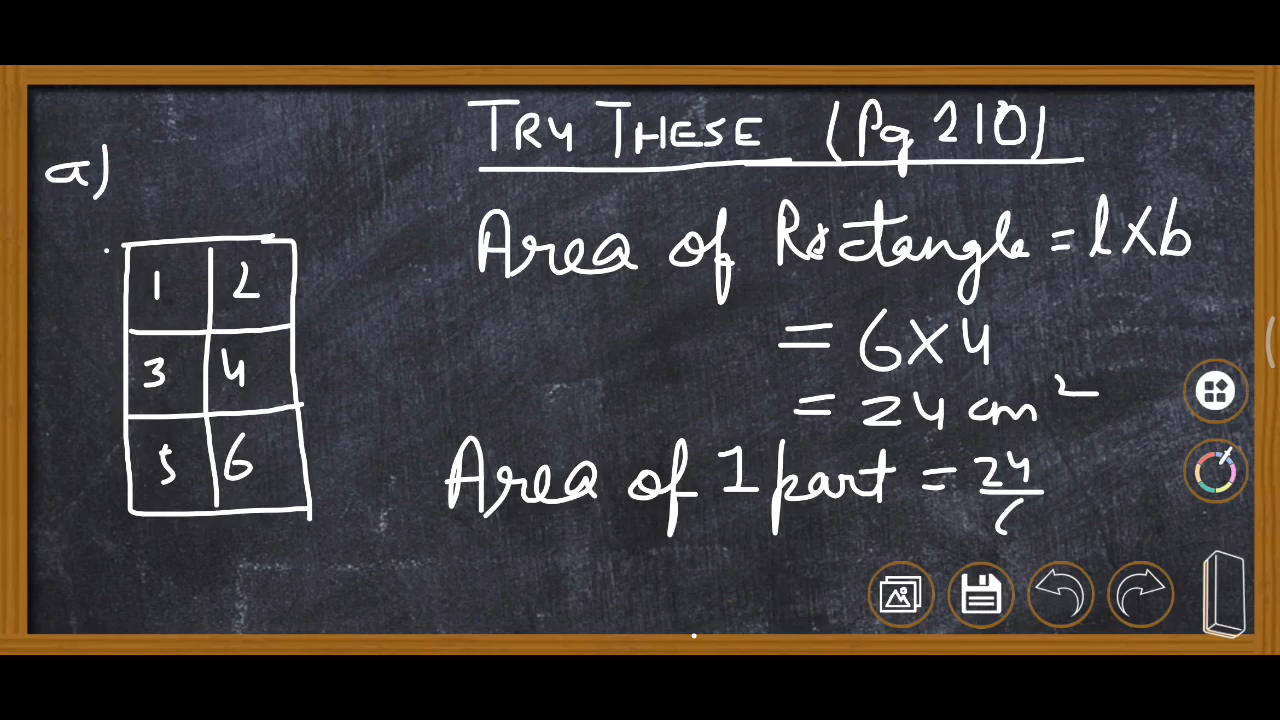 TRY THESE (Pg 210)
a)
Area of Rectangle = l×b
= 6×4
= 24 cm²
Area of 1 part = 24/
1 2
3 4
5 6